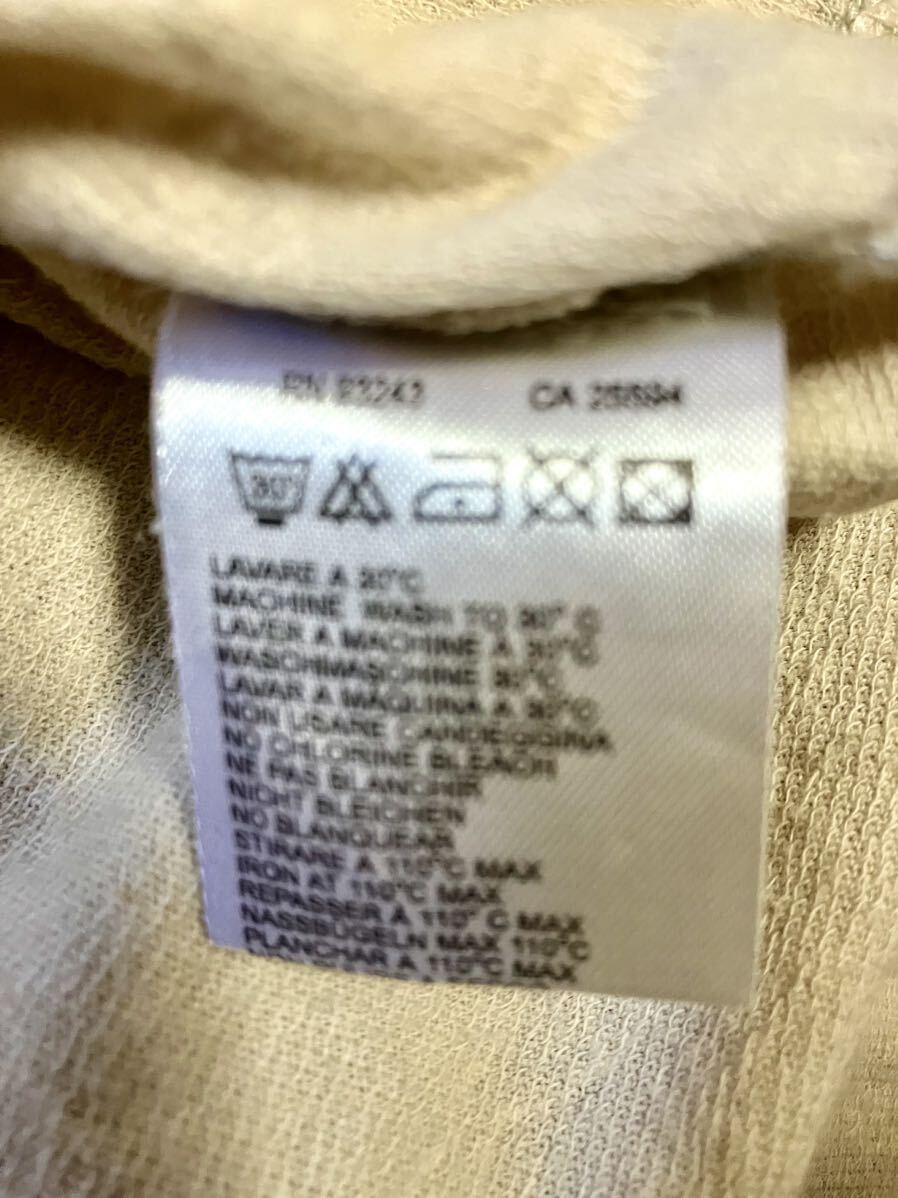 RN 93243 CA 25594
30°
LAVARE A 30°C
MACHINE WASH TO 30° C
LAVER A MACHINE A 30°C
WASCHMASCHINE 30°C
LAVAR A MAQUINA A 30°C
NON USARE CANDEGGINA
NO CHLORINE BLEACH
NE PAS BLANCHIR
NICHT BLEICHEN
NO BLANQUEAR
STIRARE A 110°C MAX
IRON AT 110°C MAX
REPASSER A 110° C MAX
NASSBÜGELN MAX 110°C
PLANCHAR A 110°C MAX